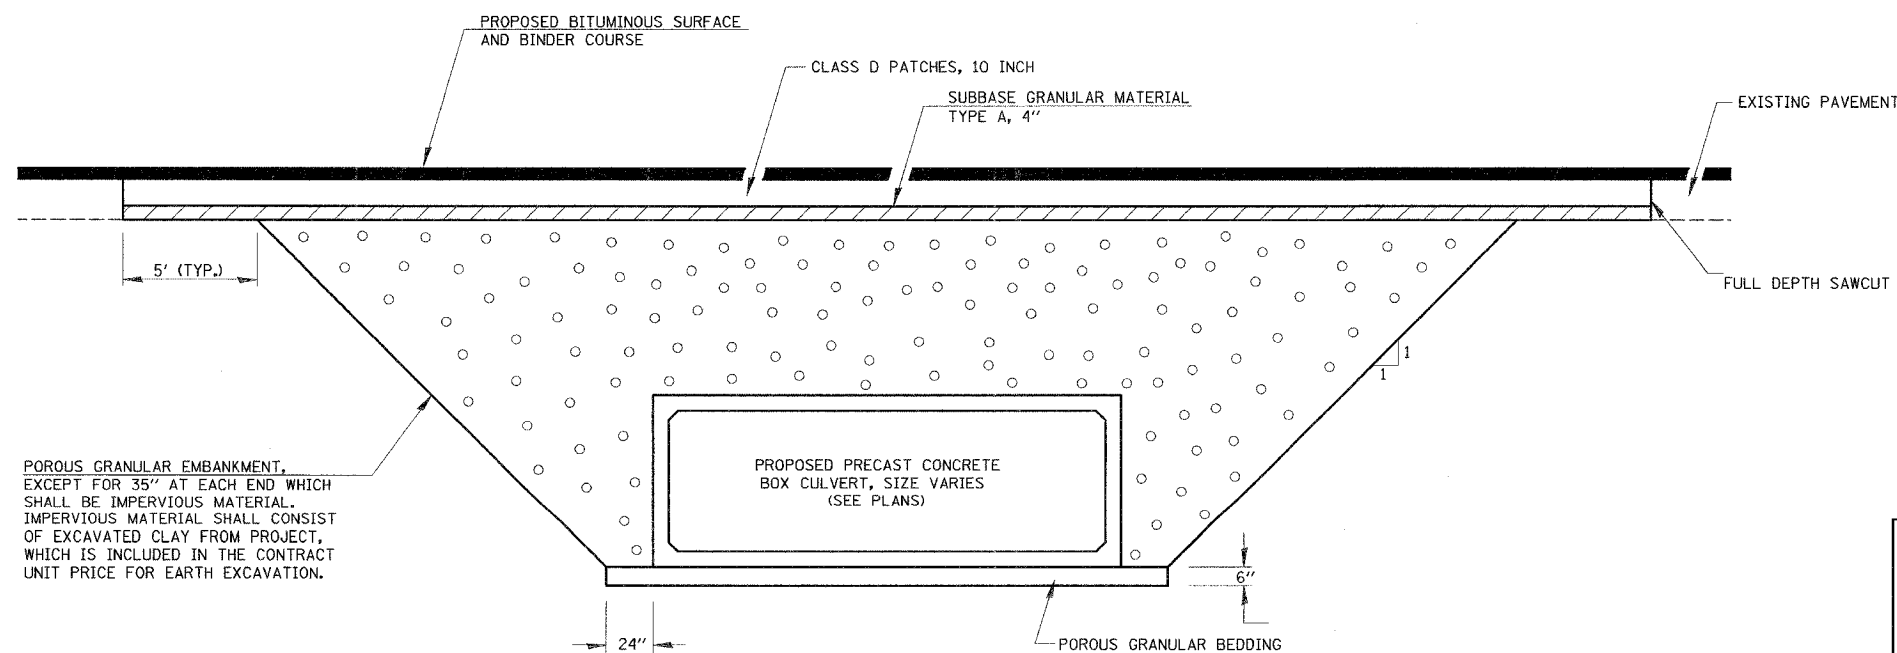 PROPOSED BITUMINOUS SURFACE
AND BINDER COURSE
CLASS D PATCHES, 10 INCH
SUBBASE GRANULAR MATERIAL
TYPE A, 4"
EXISTING PAVEMENT
5' (TYP.)
FULL DEPTH SAWCUT
1
1
POROUS GRANULAR EMBANKMENT,
EXCEPT FOR 35" AT EACH END WHICH
SHALL BE IMPERVIOUS MATERIAL.
IMPERVIOUS MATERIAL SHALL CONSIST
OF EXCAVATED CLAY FROM PROJECT,
WHICH IS INCLUDED IN THE CONTRACT
UNIT PRICE FOR EARTH EXCAVATION.
PROPOSED PRECAST CONCRETE
BOX CULVERT, SIZE VARIES
(SEE PLANS)
6"
24"
POROUS GRANULAR BEDDING